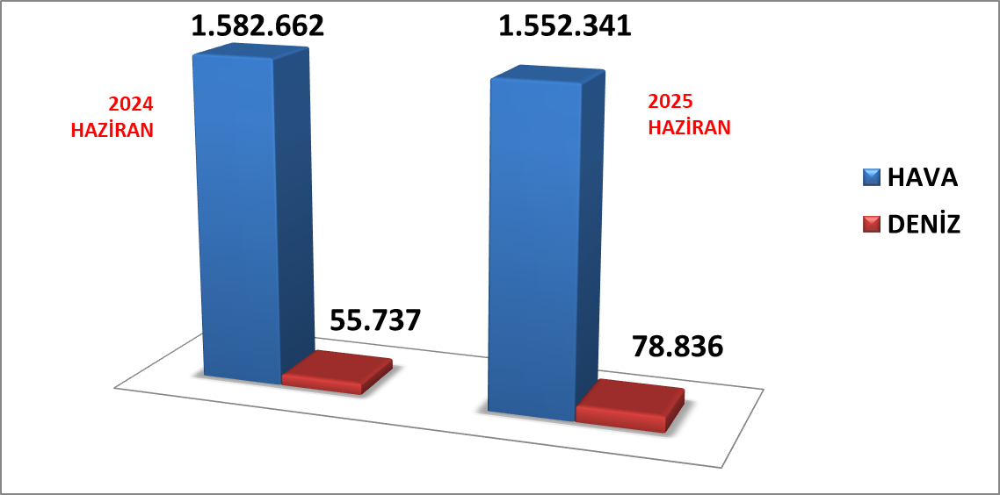 1.582.662
1.552.341
2024
HAZİRAN
2025
HAZİRAN
HAVA
DENİZ
55.737
78.836